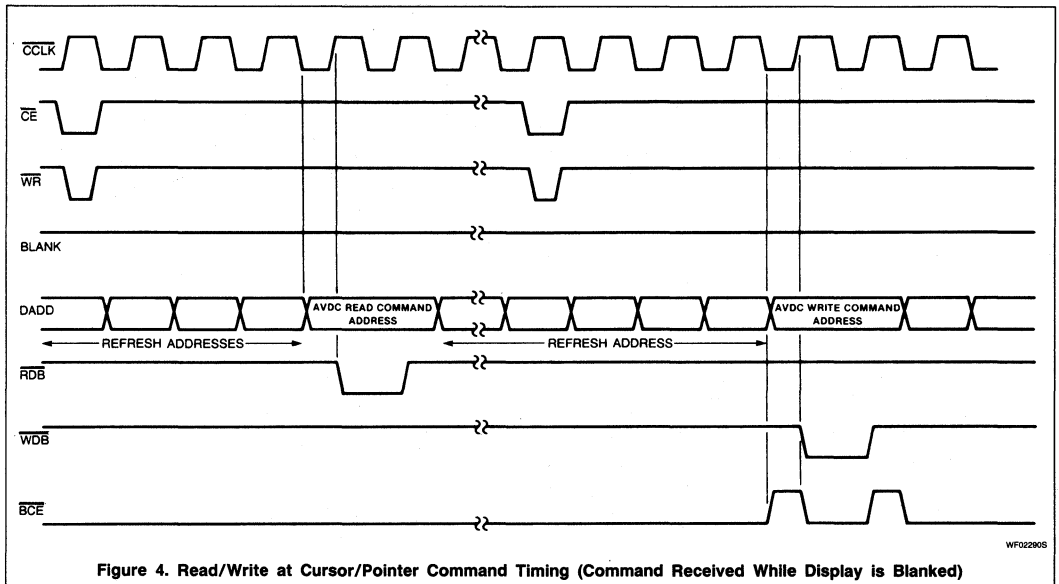 CCLK
CE
WR
BLANK
DADD
AVDC READ COMMAND
ADDRESS
AVDC WRITE COMMAND
ADDRESS
REFRESH ADDRESSES
REFRESH ADDRESS
RDB
WDB
BCE
WF02290S
Figure 4. Read/Write at Cursor/Pointer Command Timing (Command Received While Display is Blanked)